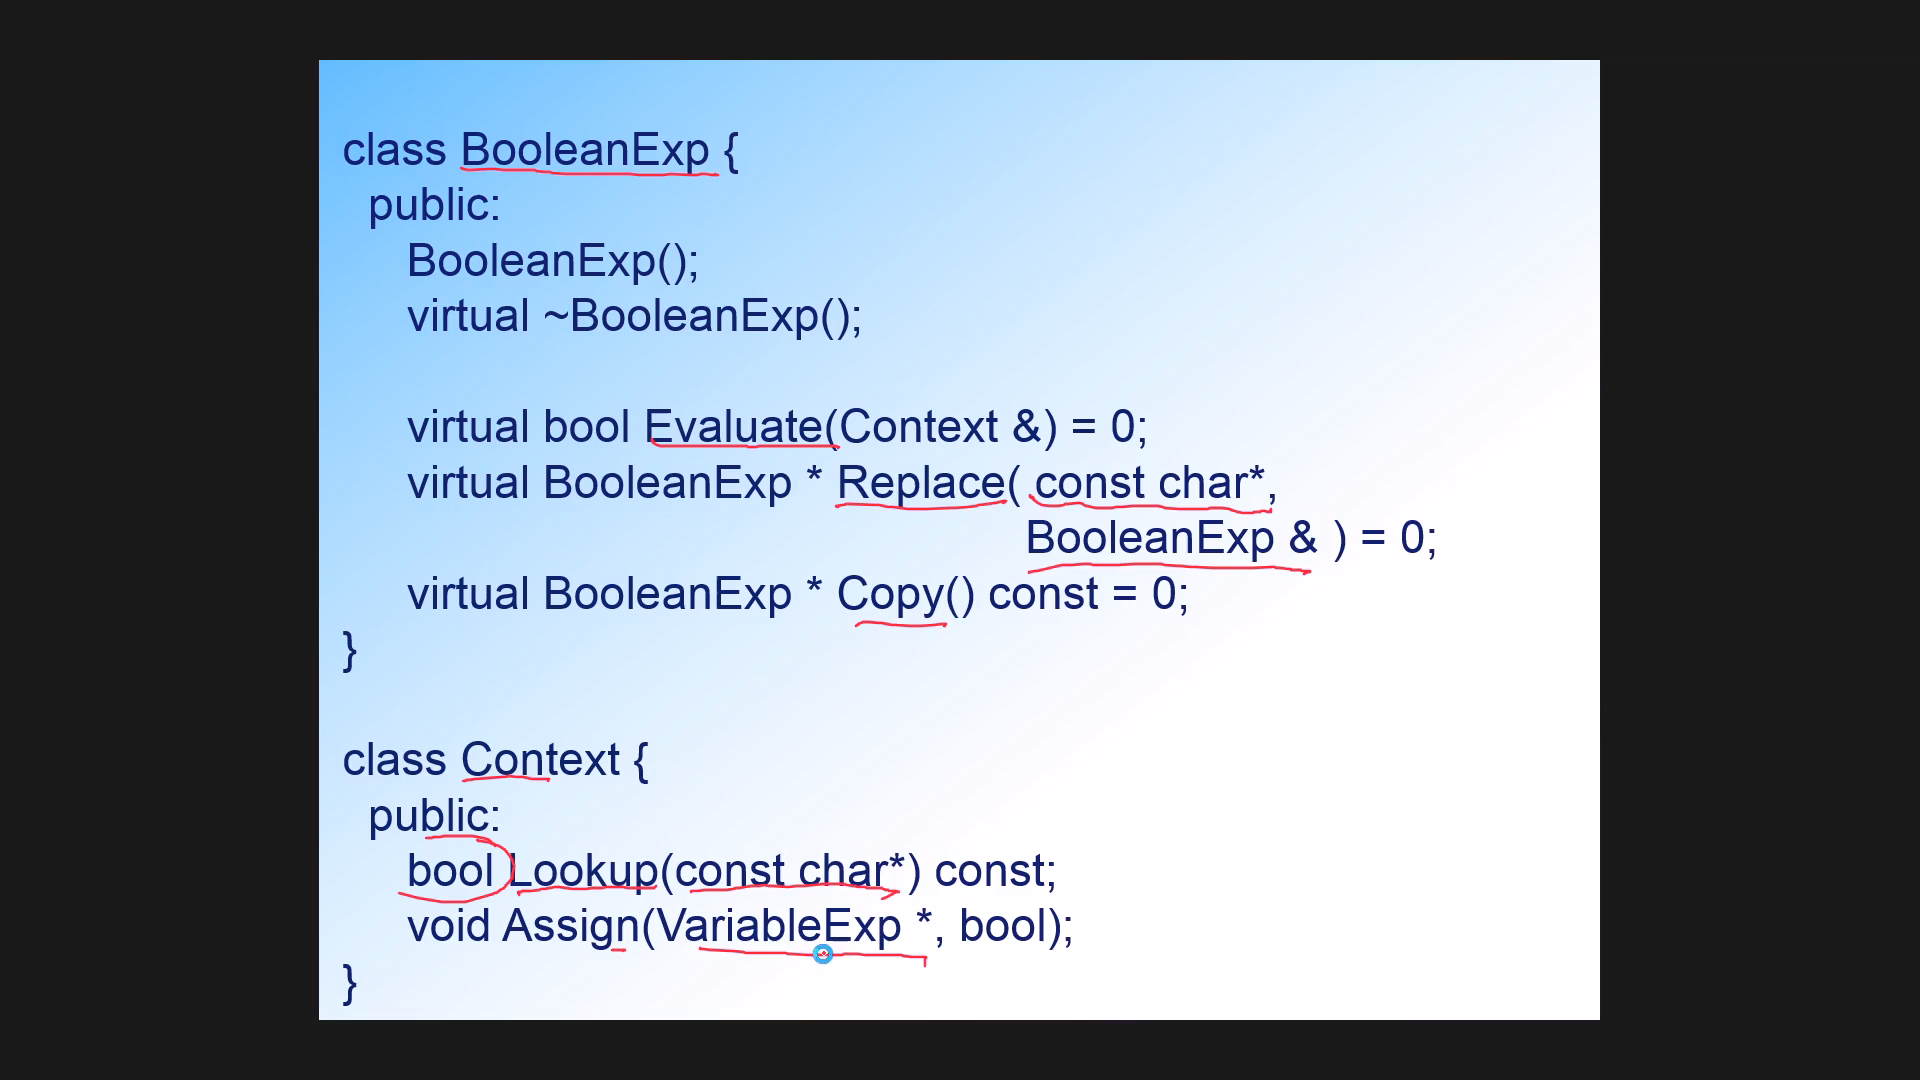 class BooleanExp {
public:
BooleanExp();
virtual ~BooleanExp();
virtual bool Evaluate(Context &) = 0;
virtual BooleanExp * Replace( const char*,
BooleanExp & ) = 0;
virtual BooleanExp * Copy() const = 0;
}
class Context {
public:
bool Lookup(const char*) const;
void Assign(VariableExp *, bool);
}